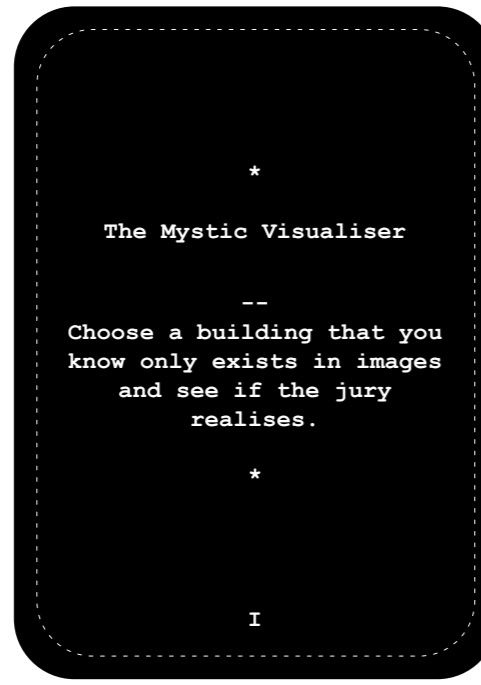 *
The Mystic Visualiser
--
Choose a building that you
know only exists in images
and see if the jury
realises.
*
I